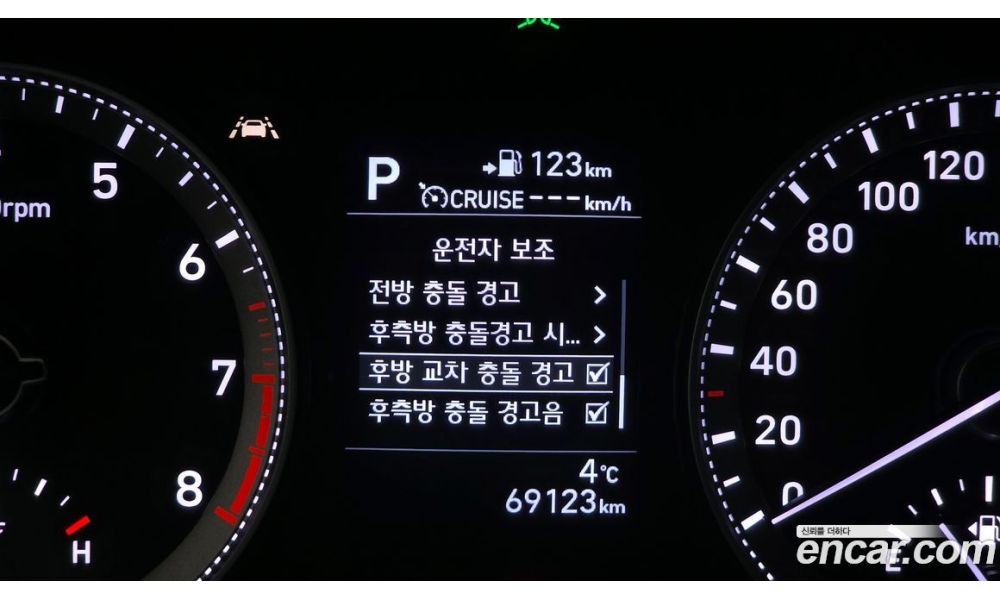 5
rpm
6
7
8
H
P
123km
CRUISE---km/h
운전자 보조
전방 충돌 경고
후측방 충돌경고 시...
후방 교차 충돌 경고
후측방 충돌 경고음
4℃
69123km
120
100
80
km
60
40
20
0
E
신뢰를 더하다
encar.com